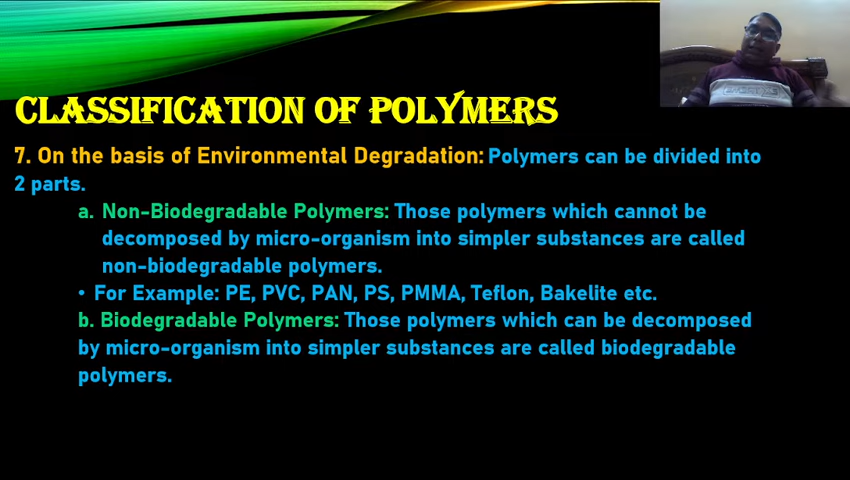 CLASSIFICATION OF POLYMERS
7. On the basis of Environmental Degradation: Polymers can be divided into
2 parts.
a. Non-Biodegradable Polymers: Those polymers which cannot be
decomposed by micro-organism into simpler substances are called
non-biodegradable polymers.
• For Example: PE, PVC, PAN, PS, PMMA, Teflon, Bakelite etc.
b. Biodegradable Polymers: Those polymers which can be decomposed
by micro-organism into simpler substances are called biodegradable
polymers.